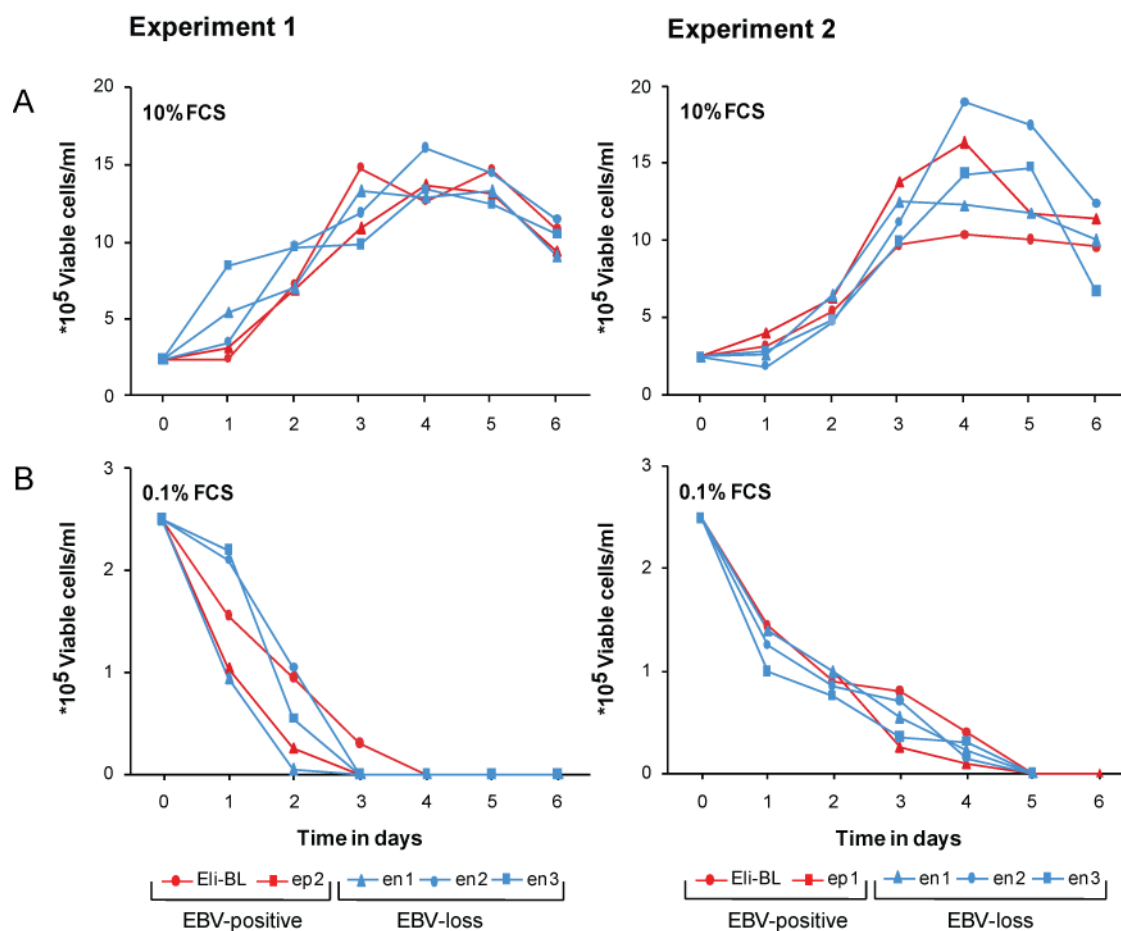 Experiment 1
Experiment 2
A
10% FCS
20
15
10
5
0
*10⁵ Viable cells/ml
0 1 2 3 4 5 6
10% FCS
20
15
10
5
0
*10⁵ Viable cells/ml
0 1 2 3 4 5 6
B
0.1% FCS
3
2
1
0
*10⁵ Viable cells/ml
0 1 2 3 4 5 6
Time in days
0.1% FCS
3
2
1
0
*10⁵ Viable cells/ml
0 1 2 3 4 5 6
Time in days
Eli-BL ep2 en1 en2 en3
EBV-positive EBV-loss
Eli-BL ep1 en1 en2 en3
EBV-positive EBV-loss